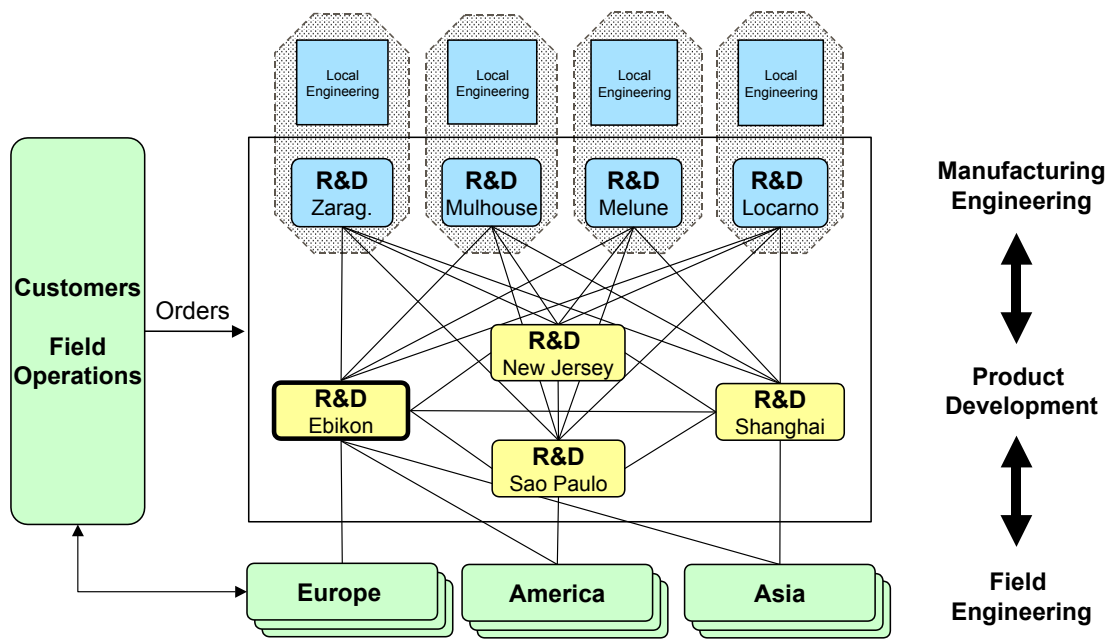 Local
Engineering
Local
Engineering
Local
Engineering
Local
Engineering
R&D
Zarag.
R&D
Mulhouse
R&D
Melune
R&D
Locarno
Manufacturing
Engineering
Customers
Field
Operations
Orders
R&D
New Jersey
R&D
Ebikon
R&D
Shanghai
R&D
Sao Paulo
Product
Development
Europe
America
Asia
Field
Engineering